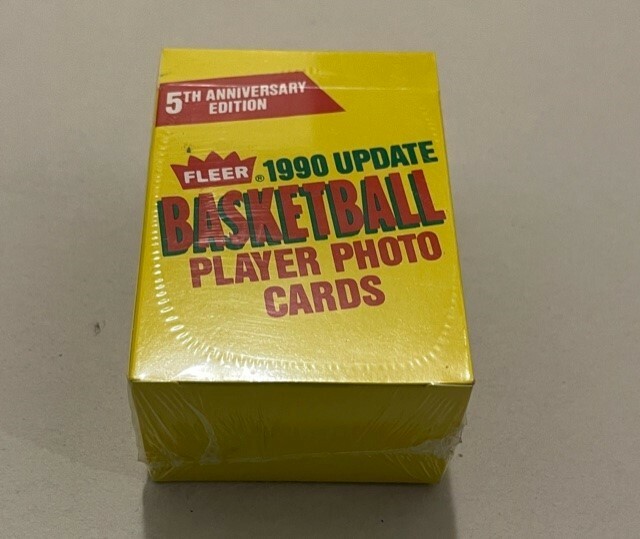 5TH ANNIVERSARY
EDITION
FLEER® 1990 UPDATE
BASKETBALL
PLAYER PHOTO
CARDS